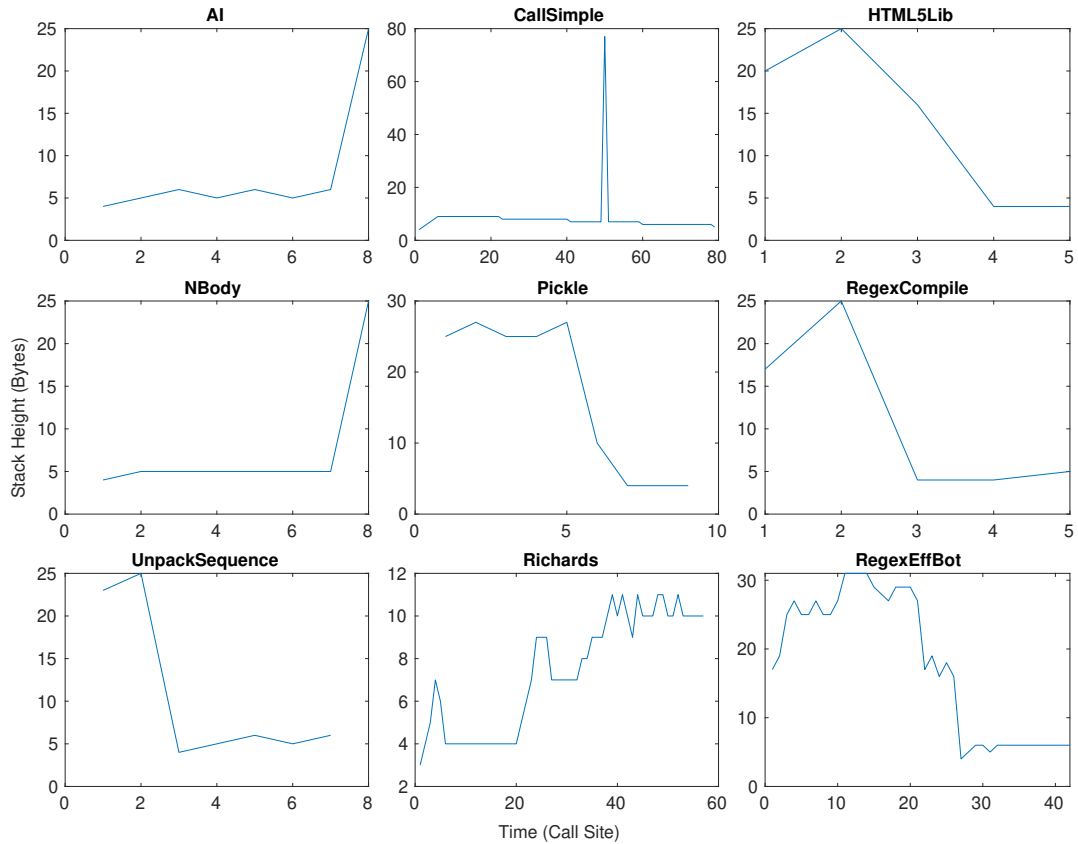 AI
25
20
15
10
5
0
0 2 4 6 8
CallSimple
80
60
40
20
0
0 20 40 60 80
HTML5Lib
25
20
15
10
5
0
1 2 3 4 5
Stack Height (Bytes)
NBody
25
20
15
10
5
0
0 2 4 6 8
Pickle
30
20
10
0
0 5 10
RegexCompile
25
20
15
10
5
0
1 2 3 4 5
UnpackSequence
25
20
15
10
5
0
0 2 4 6 8
Richards
12
10
8
6
4
2
0 20 40 60
RegexEffBot
30
20
10
0
0 10 20 30 40
Time (Call Site)